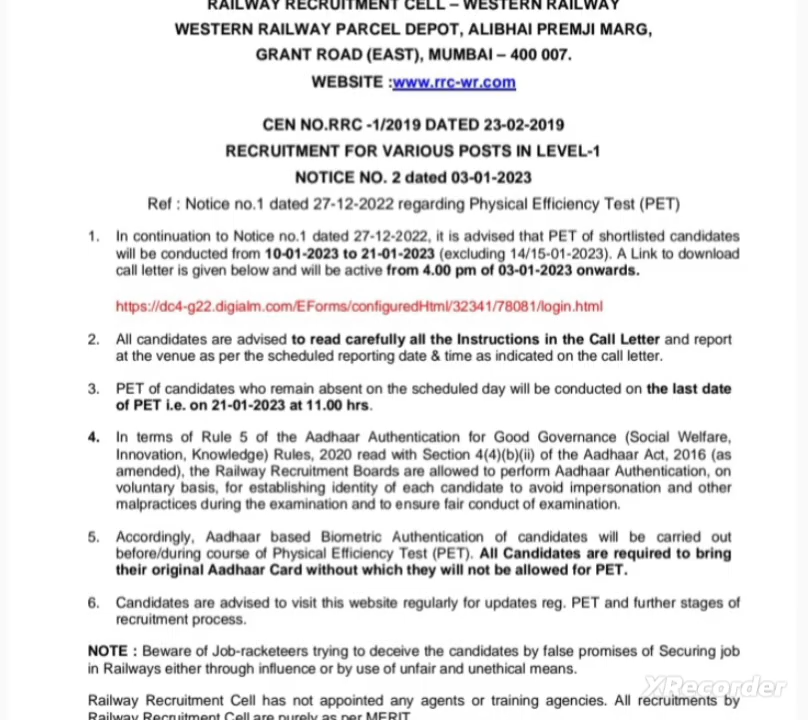 RAILWAY RECRUITMENT CELL – WESTERN RAILWAY
WESTERN RAILWAY PARCEL DEPOT, ALIBHAI PREMJI MARG,
GRANT ROAD (EAST), MUMBAI – 400 007.
WEBSITE :www.rrc-wr.com
CEN NO.RRC -1/2019 DATED 23-02-2019
RECRUITMENT FOR VARIOUS POSTS IN LEVEL-1
NOTICE NO. 2 dated 03-01-2023
Ref : Notice no.1 dated 27-12-2022 regarding Physical Efficiency Test (PET)
1. In continuation to Notice no.1 dated 27-12-2022, it is advised that PET of shortlisted candidates
will be conducted from 10-01-2023 to 21-01-2023 (excluding 14/15-01-2023). A Link to download
call letter is given below and will be active from 4.00 pm of 03-01-2023 onwards.
https://dc4-g22.digialm.com/EForms/configuredHtml/32341/78081/login.html
2. All candidates are advised to read carefully all the Instructions in the Call Letter and report
at the venue as per the scheduled reporting date & time as indicated on the call letter.
3. PET of candidates who remain absent on the scheduled day will be conducted on the last date
of PET i.e. on 21-01-2023 at 11.00 hrs.
4. In terms of Rule 5 of the Aadhaar Authentication for Good Governance (Social Welfare,
Innovation, Knowledge) Rules, 2020 read with Section 4(4)(b)(ii) of the Aadhaar Act, 2016 (as
amended), the Railway Recruitment Boards are allowed to perform Aadhaar Authentication, on
voluntary basis, for establishing identity of each candidate to avoid impersonation and other
malpractices during the examination and to ensure fair conduct of examination.
5. Accordingly, Aadhaar based Biometric Authentication of candidates will be carried out
before/during course of Physical Efficiency Test (PET). All Candidates are required to bring
their original Aadhaar Card without which they will not be allowed for PET.
6. Candidates are advised to visit this website regularly for updates reg. PET and further stages of
recruitment process.
NOTE : Beware of Job-racketeers trying to deceive the candidates by false promises of Securing job
in Railways either through influence or by use of unfair and unethical means.
XRecorder
Railway Recruitment Cell has not appointed any agents or training agencies. All recruitments by
Railway Recruitment Cell are purely as per MERIT